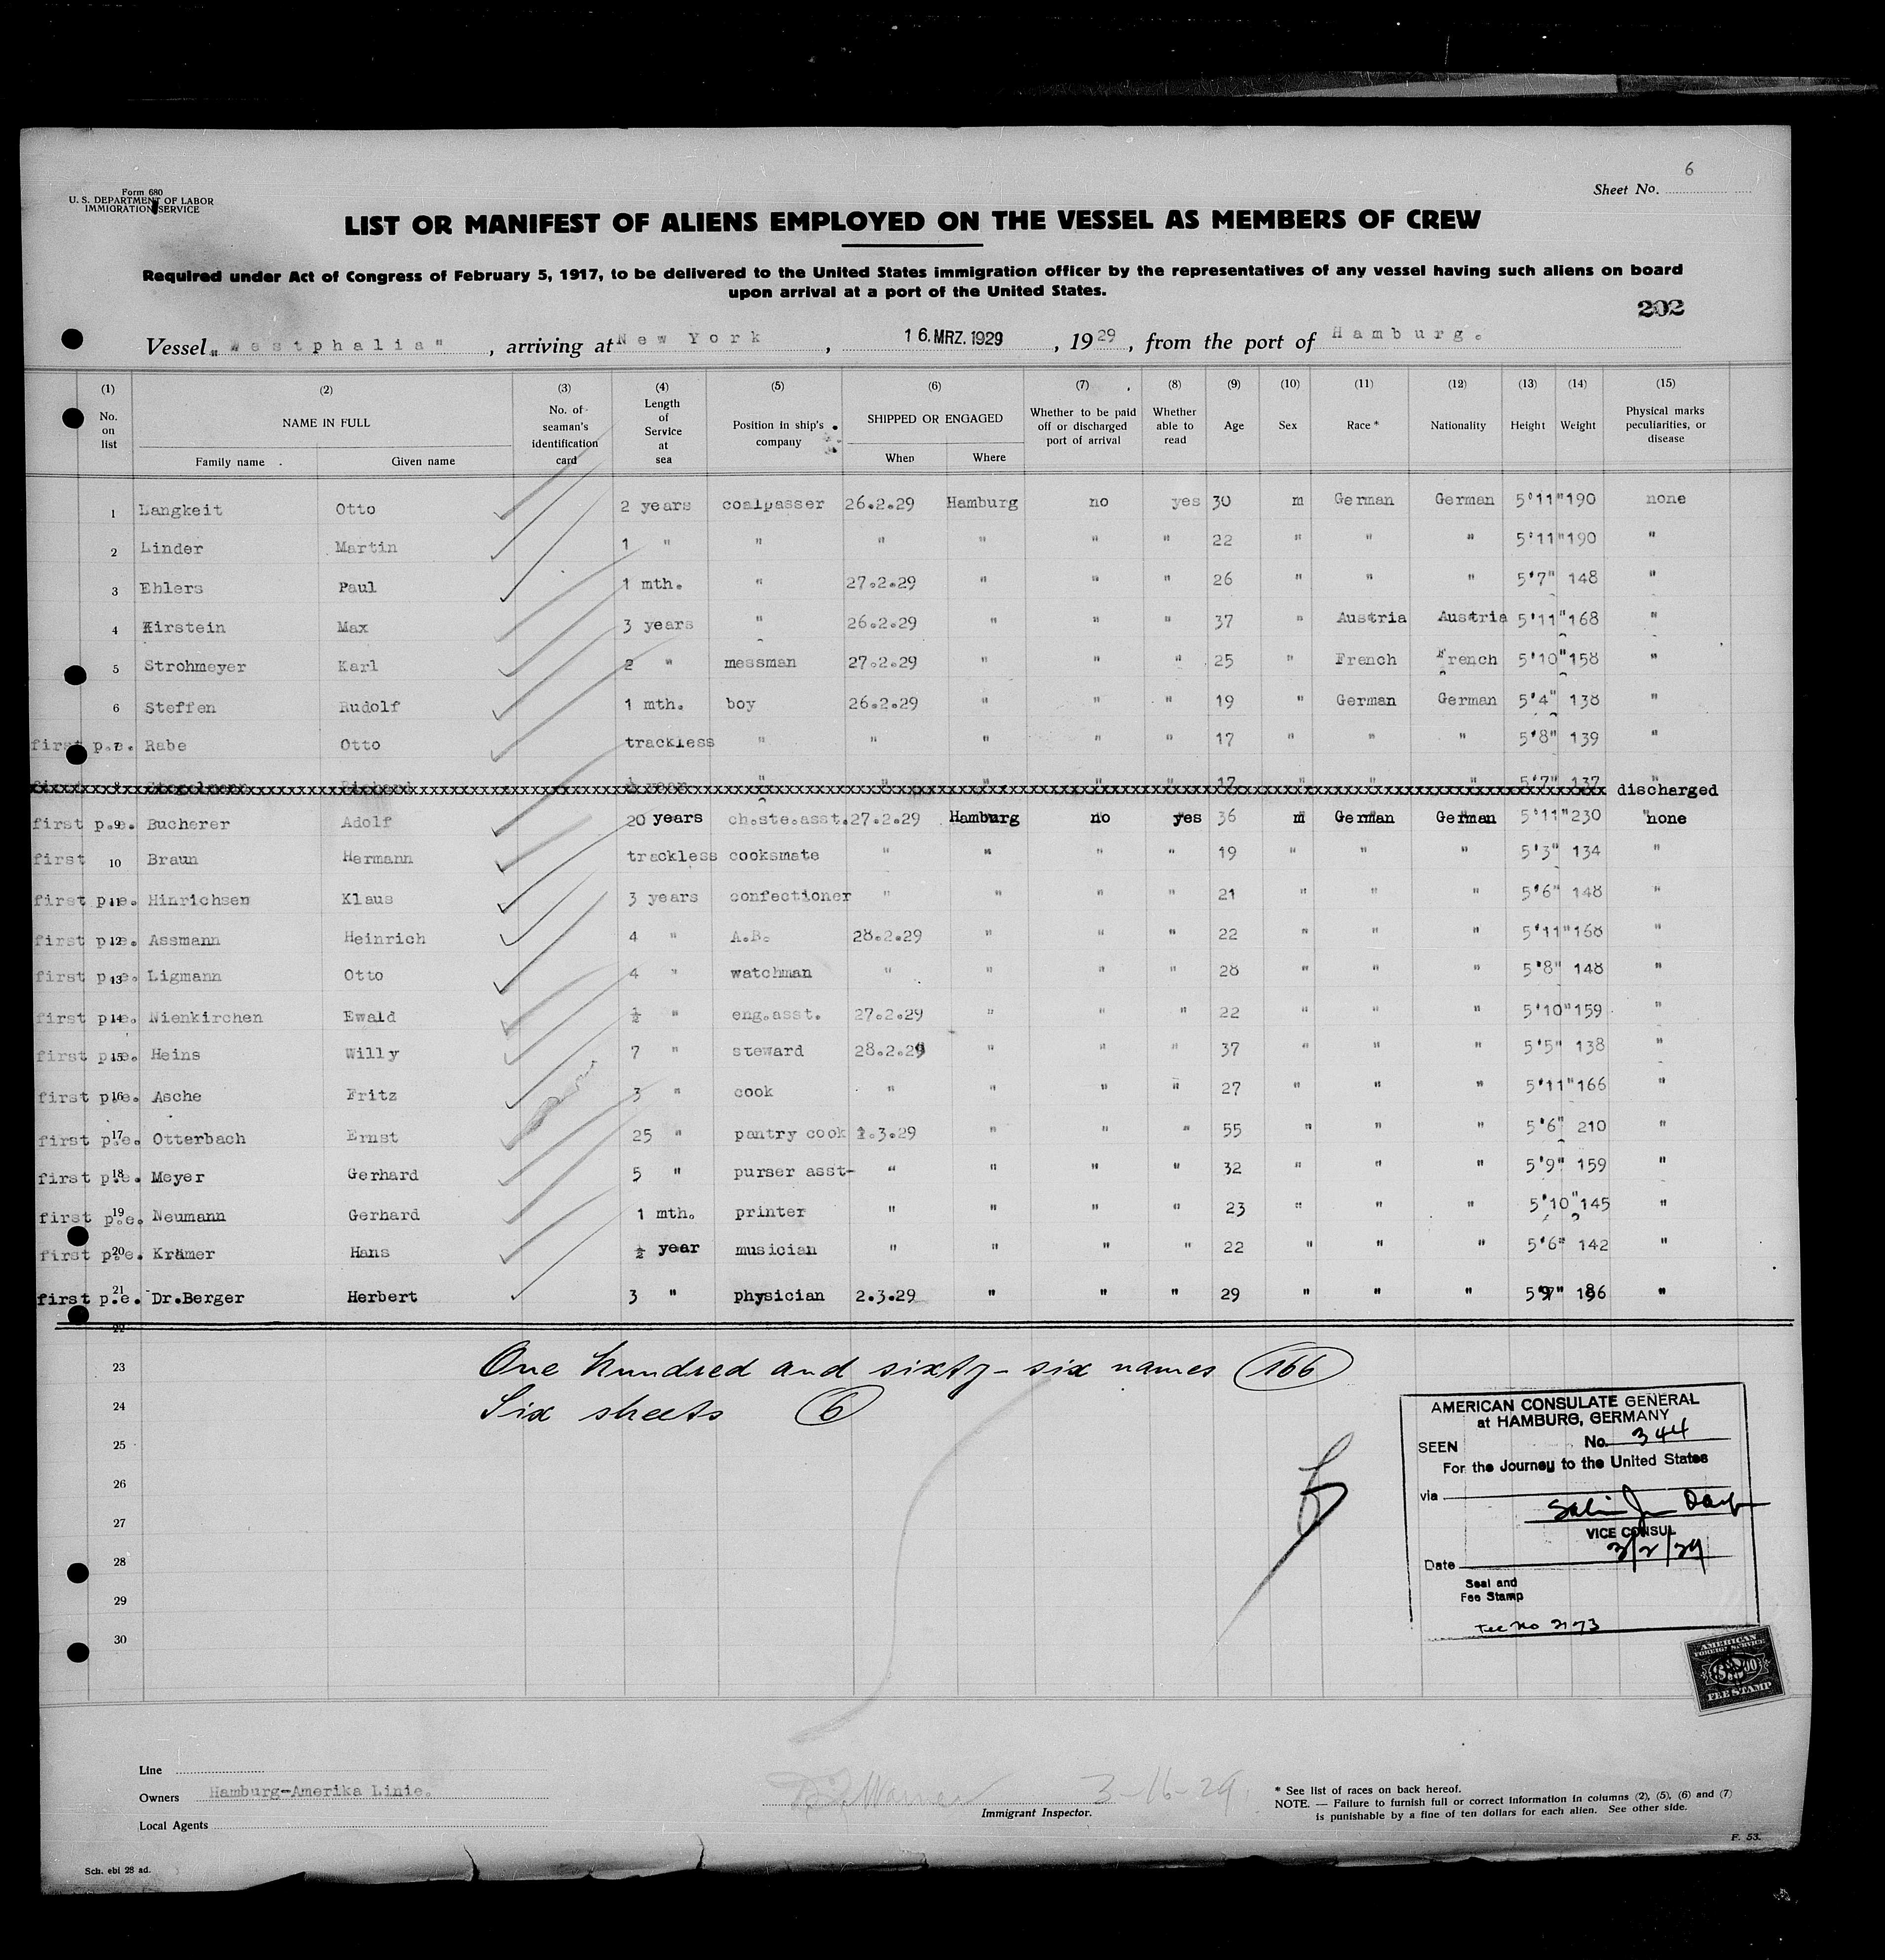 6
Sheet No.
Form 680
U. S. DEPARTMENT OF LABOR
IMMIGRATION SERVICE
LIST OR MANIFEST OF ALIENS EMPLOYED ON THE VESSEL AS MEMBERS OF CREW
Required under Act of Congress of February 5, 1917, to be delivered to the United States immigration officer by the representatives of any vessel having such aliens on board
upon arrival at a port of the United States.
202
Vessel „Westphalia", arriving at New York, 16. MRZ. 1929, 1929, from the port of Hamburg.
(1) (2) (3) (4) (5) (6) (7) (8) (9) (10) (11) (12) (13) (14) (15)
No. on list
NAME IN FULL
Family name
Given name
No. of seaman's identification card
Length of Service at sea
Position in ship's company
SHIPPED OR ENGAGED
When
Where
Whether to be paid off or discharged port of arrival
Whether able to read
Age
Sex
Race *
Nationality
Height
Weight
Physical marks peculiarities, or disease
1 Langkeit Otto 2 years coalpasser 26.2.29 Hamburg no yes 30 m German German 5'11" 190 none
2 Linder Martin 1 " " " " " " 22 " " " 5'11" 190 "
3 Ehlers Paul 1 mth. " 27.2.29 " " " 26 " " " 5'7" 148 "
4 Kirstein Max 3 years " 26.2.29 " " " 37 " Austria Austria 5'11" 168 "
5 Strohmeyer Karl 2 " messman 27.2.29 " " " 25 " French French 5'10" 158 "
6 Steffen Rudolf 1 mth. boy 26.2.29 " " " 19 " German German 5'4" 138 "
first p.e. 7 Rabe Otto trackless " " " " " 17 " " " 5'8" 139 "
first 8 Richard ½ year " " " " " 17 " " " 5'7" 137 " discharged
first p.e. 9 Bucherer Adolf 20 years ch.ste.asst. 27.2.29 Hamburg no yes 36 m German German 5'11" 230 none
first 10 Braun Hermann trackless cooksmate " " " " 19 " " " 5'3" 134 "
first p.e. 11 Hinrichsen Klaus 3 years confectioner " " " " 21 " " " 5'6" 148 "
first p.e. 12 Assmann Heinrich 4 " A.B. 28.2.29 " " " 22 " " " 5'11" 168 "
first p.e. 13 Ligmann Otto 4 " watchman " " " " 28 " " " 5'8" 148 "
first p.e. 14 Nienkirchen Ewald ½ " eng.asst. 27.2.29 " " " 22 " " " 5'10" 159 "
first p.e. 15 Heins Willy 7 " steward 28.2.29 " " " 37 " " " 5'5" 138 "
first p.e. 16 Asche Fritz 3 " cook " " " " 27 " " " 5'11" 166 "
first p.e. 17 Otterbach Ernst 25 " pantry cook 1.3.29 " " " 55 " " " 5'6" 210 "
first p.e. 18 Meyer Gerhard 5 " purser asst- " " " " 32 " " " 5'9" 159 "
first p.e. 19 Neumann Gerhard 1 mth. printer " " " " 23 " " " 5'10" 145 "
first p.e. 20 Krämer Hans ½ year musician " " " " 22 " " " 5'6" 142 "
first p.e. 21 Dr.Berger Herbert 3 " physician 2.3.29 " " " 29 " " " "
22
23 One hundred and sixty-six names 166
24 Six sheets 6
25
26
27
28
29
30
AMERICAN CONSULATE GENERAL
at HAMBURG, GERMANY
SEEN No. 344
For the Journey to the United States
via
VICE CONSUL
Date 3/2/29
Seal and
Fee Stamp
Fee No 2173
AMERICAN
FOREIGN SERVICE
FEE STAMP
Line
Owners Hamburg-Amerika Linie.
Local Agents
3-16-29
Immigrant Inspector.
* See list of races on back hereof.
NOTE. — Failure to furnish full or correct information in columns (2), (5), (6) and (7)
is punishable by a fine of ten dollars for each alien. See other side.
F. 53.
Sch. ebi 28 ad.